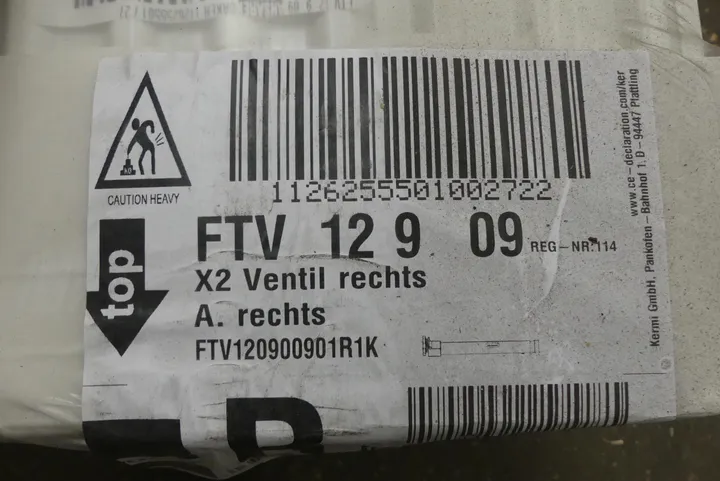 CAUTION HEAVY
top
1126255501002722
FTV 12 9 09 REG-NR:114
X2 Ventil rechts
A. rechts
FTV120900901R1K
www.ce-declaration.com/ker
Kermi GmbH, Pankofen-Bahnhof 1, D-94447 Plattling